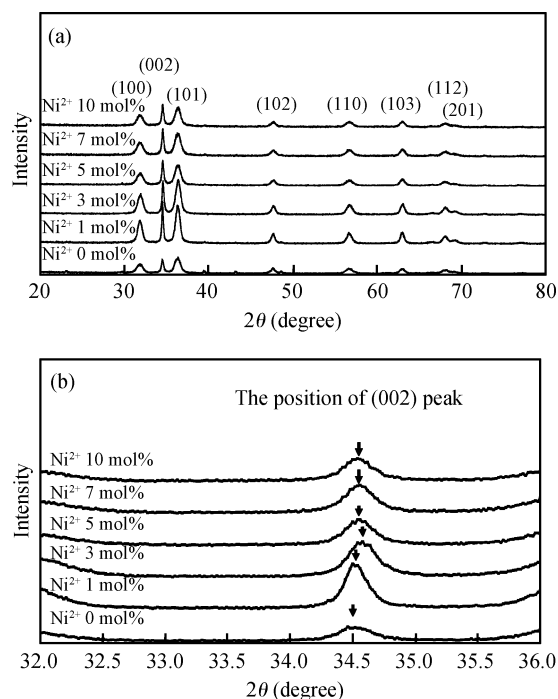 (a)
(002)
(112)
(100)
(101)
(102)
(110)
(103)
(201)
Ni²⁺ 10 mol%
Ni²⁺ 7 mol%
Ni²⁺ 5 mol%
Ni²⁺ 3 mol%
Ni²⁺ 1 mol%
Ni²⁺ 0 mol%
Intensity
20 30 40 50 60 70 80
2θ (degree)
(b)
The position of (002) peak
Ni²⁺ 10 mol%
Ni²⁺ 7 mol%
Ni²⁺ 5 mol%
Ni²⁺ 3 mol%
Ni²⁺ 1 mol%
Ni²⁺ 0 mol%
Intensity
32.0 32.5 33.0 33.5 34.0 34.5 35.0 35.5 36.0
2θ (degree)